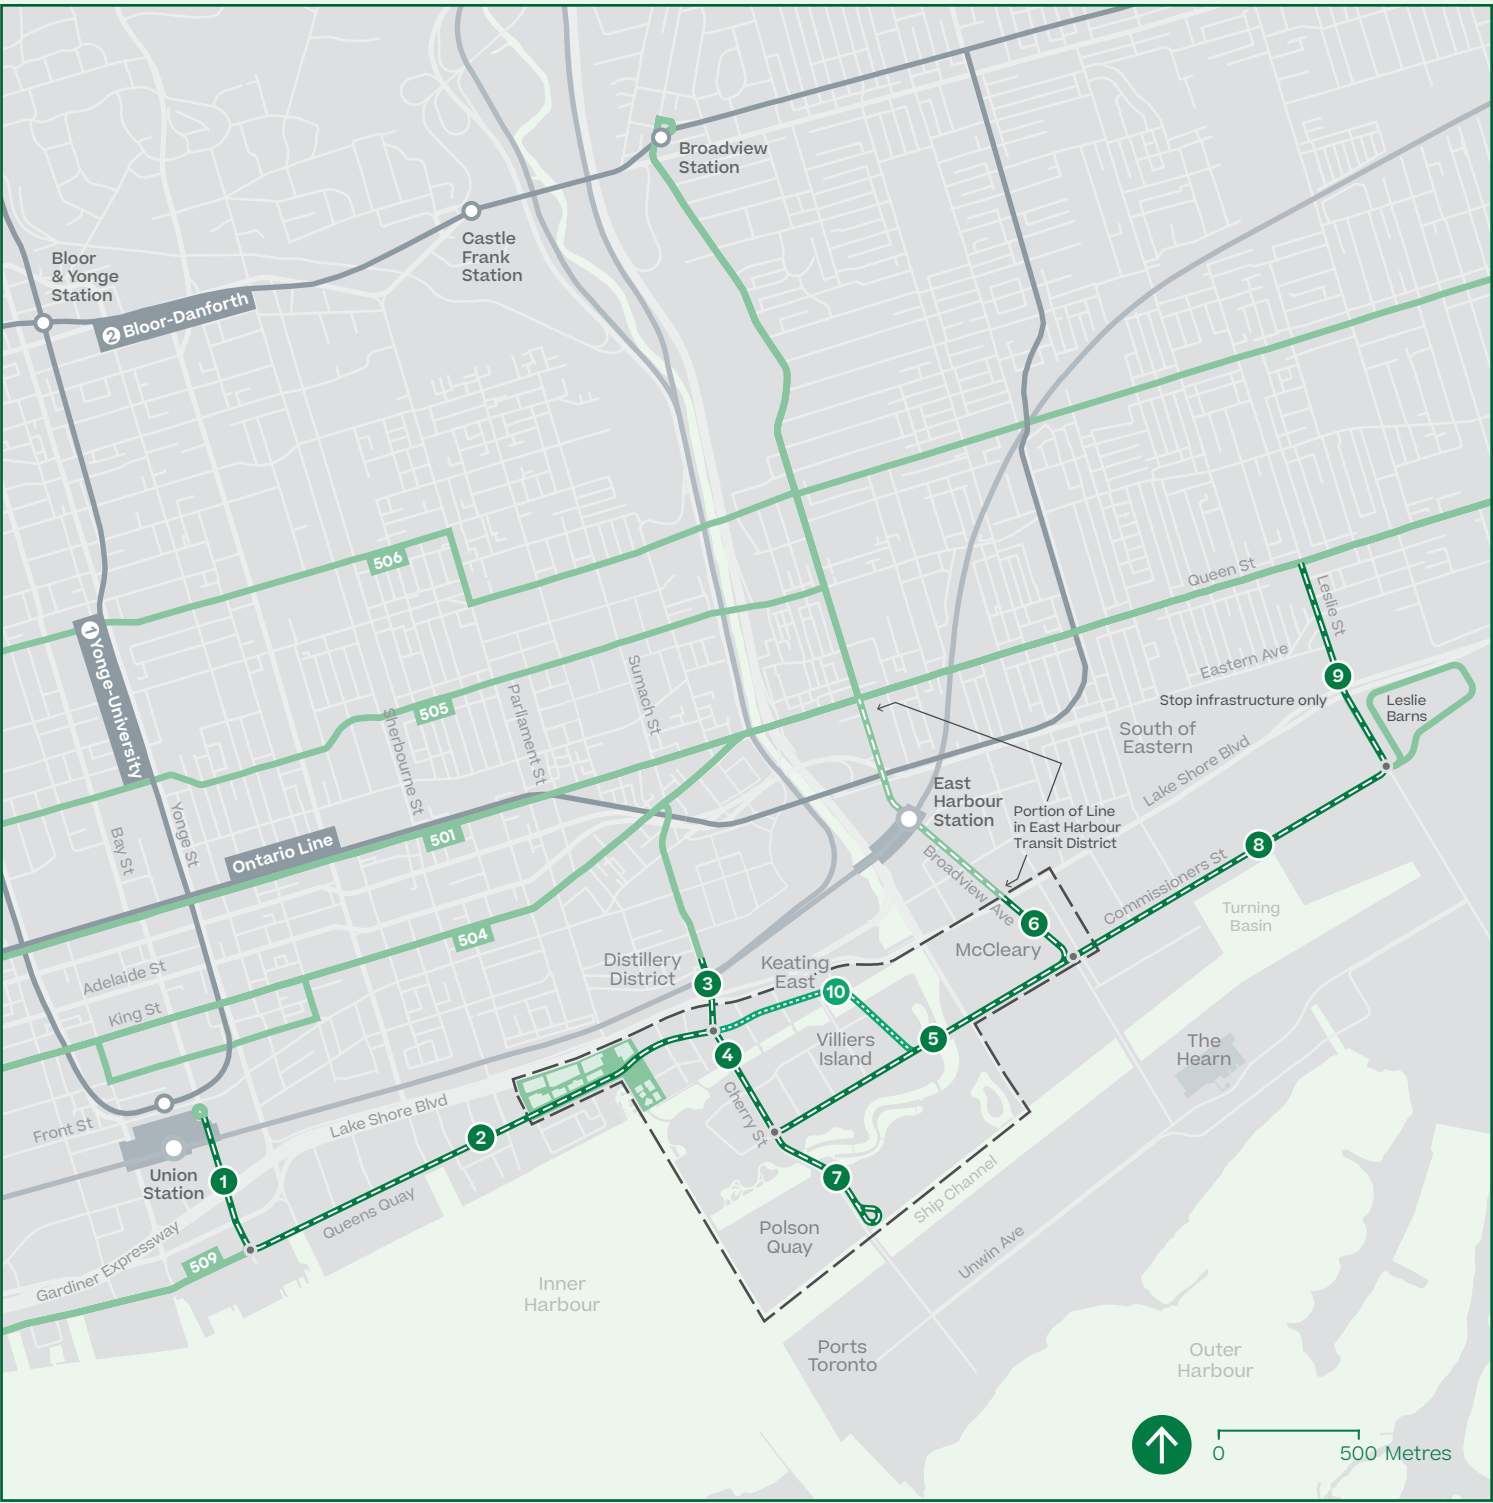 Broadview
Station
Castle
Frank
Station
Bloor
& Yonge
Station
2 Bloor-Danforth
506
Queen St
Leslie St
1 Yonge-University
Eastern Ave
9
Stop infrastructure only
Leslie
Barns
Sumach St
Parliament St
505
Sherbourne St
South of
Eastern
Lake Shore Blvd
East
Harbour
Station
Portion of Line
in East Harbour
Transit District
Yonge St
Bay St
Ontario Line
501
8
Broadview Ave
Commissioners St
6
Turning
Basin
504
McCleary
Distillery
District
Keating
East
Adelaide St
3
10
King St
Villiers
Island
5
The
Hearn
4
Cherry St
Front St
Lake Shore Blvd
2
Union
Station
1
7
Ship Channel
Queens Quay
Polson
Quay
Unwin Ave
Gardiner Expressway
509
Inner
Harbour
Ports
Toronto
Outer
Harbour
0
500 Metres